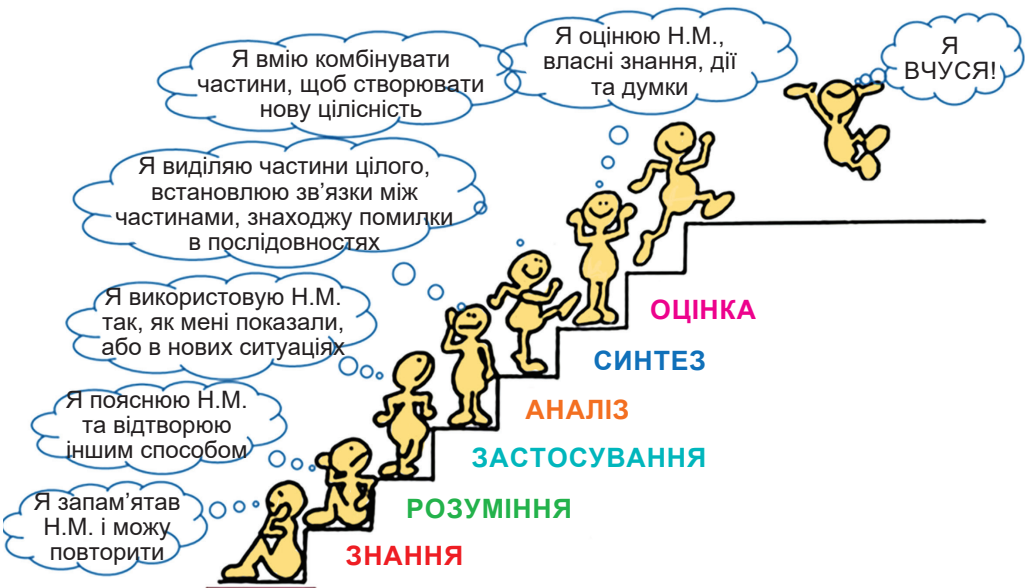 Я оцінюю Н.М.,
власні знання, дії
та думки
Я
ВЧУСЯ!
Я вмію комбінувати
частини, щоб створювати
нову цілісність
Я виділяю частини цілого,
встановлюю зв’язки між
частинами, знаходжу помилки
в послідовностях
Я використовую Н.М.
так, як мені показали,
або в нових ситуаціях
Я пояснюю Н.М.
та відтворюю
іншим способом
Я запам’ятав
Н.М. і можу
повторити
ОЦІНКА
СИНТЕЗ
АНАЛІЗ
ЗАСТОСУВАННЯ
РОЗУМІННЯ
ЗНАННЯ